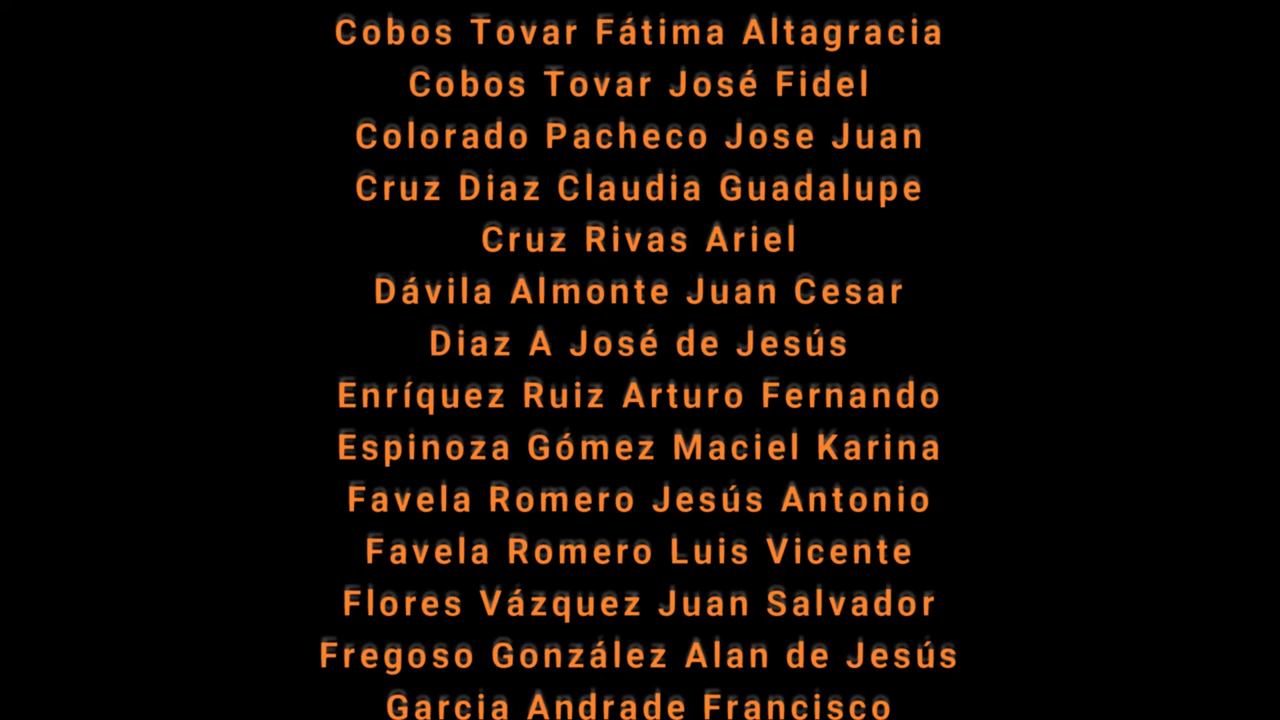 Cobos Tovar Fátima Altagracia
Cobos Tovar José Fidel
Colorado Pacheco Jose Juan
Cruz Diaz Claudia Guadalupe
Cruz Rivas Ariel
Dávila Almonte Juan Cesar
Diaz A José de Jesús
Enríquez Ruiz Arturo Fernando
Espinoza Gómez Maciel Karina
Favela Romero Jesús Antonio
Favela Romero Luis Vicente
Flores Vázquez Juan Salvador
Fregoso González Alan de Jesús
Garcia Andrade Francisco